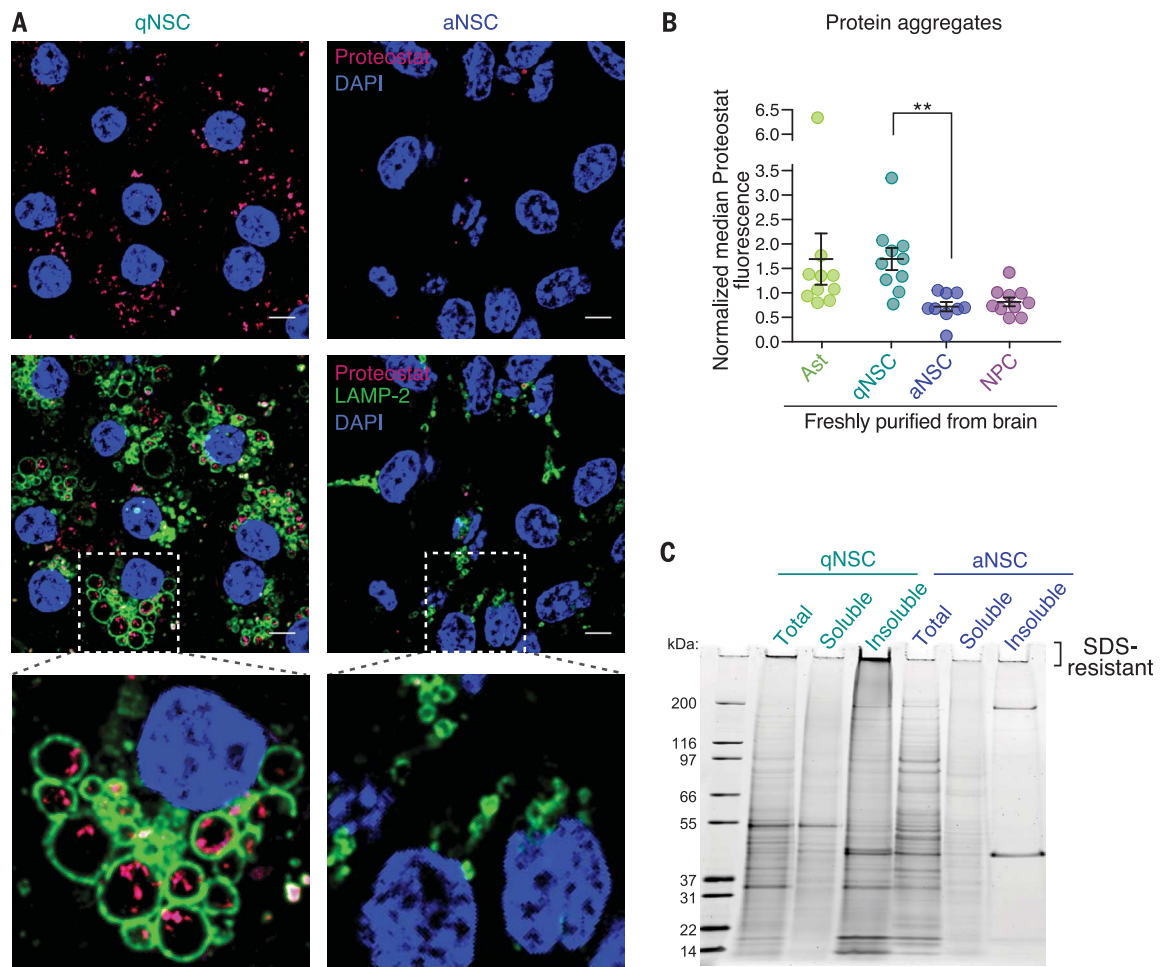 A
qNSC
aNSC
Proteostat
DAPI
Proteostat
LAMP-2
DAPI
B
Protein aggregates
Normalized median Proteostat
fluorescence
6.5
6.0
3.5
3.0
2.5
2.0
1.5
1.0
0.5
0.0
**
Ast
qNSC
aNSC
NPC
Freshly purified from brain
C
qNSC
aNSC
Total
Soluble
Insoluble
Total
Soluble
Insoluble
kDa:
SDS-
resistant
200
116
97
66
55
37
31
22
14